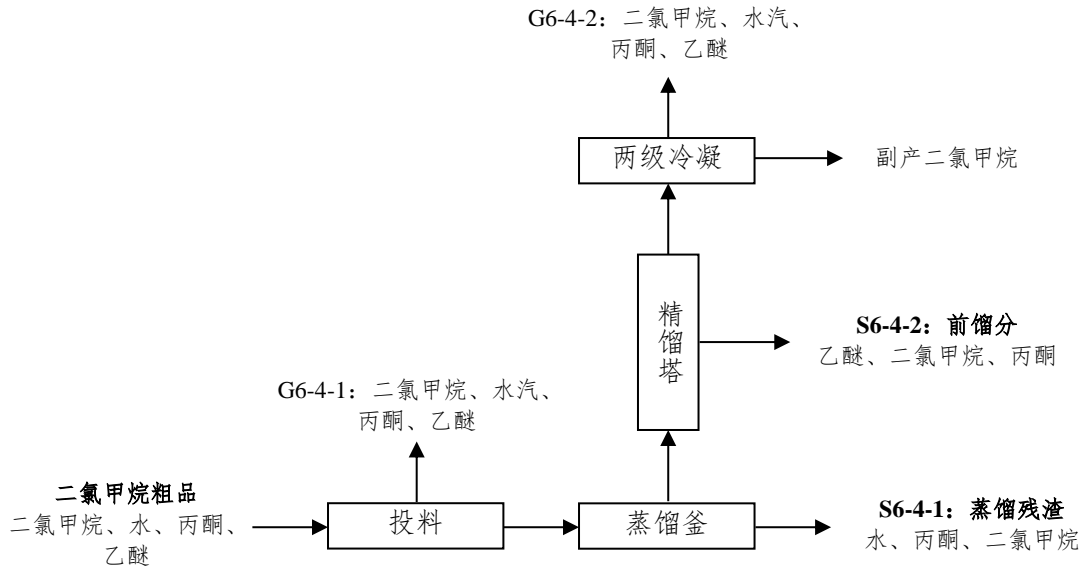 G6-4-2：二氯甲烷、水汽、
丙酮、乙醚
两级冷凝
副产二氯甲烷
精
馏
塔
S6-4-2：前馏分
乙醚、二氯甲烷、丙酮
G6-4-1：二氯甲烷、水汽、
丙酮、乙醚
二氯甲烷粗品
二氯甲烷、水、丙酮、
乙醚
投料
蒸馏釜
S6-4-1：蒸馏残渣
水、丙酮、二氯甲烷